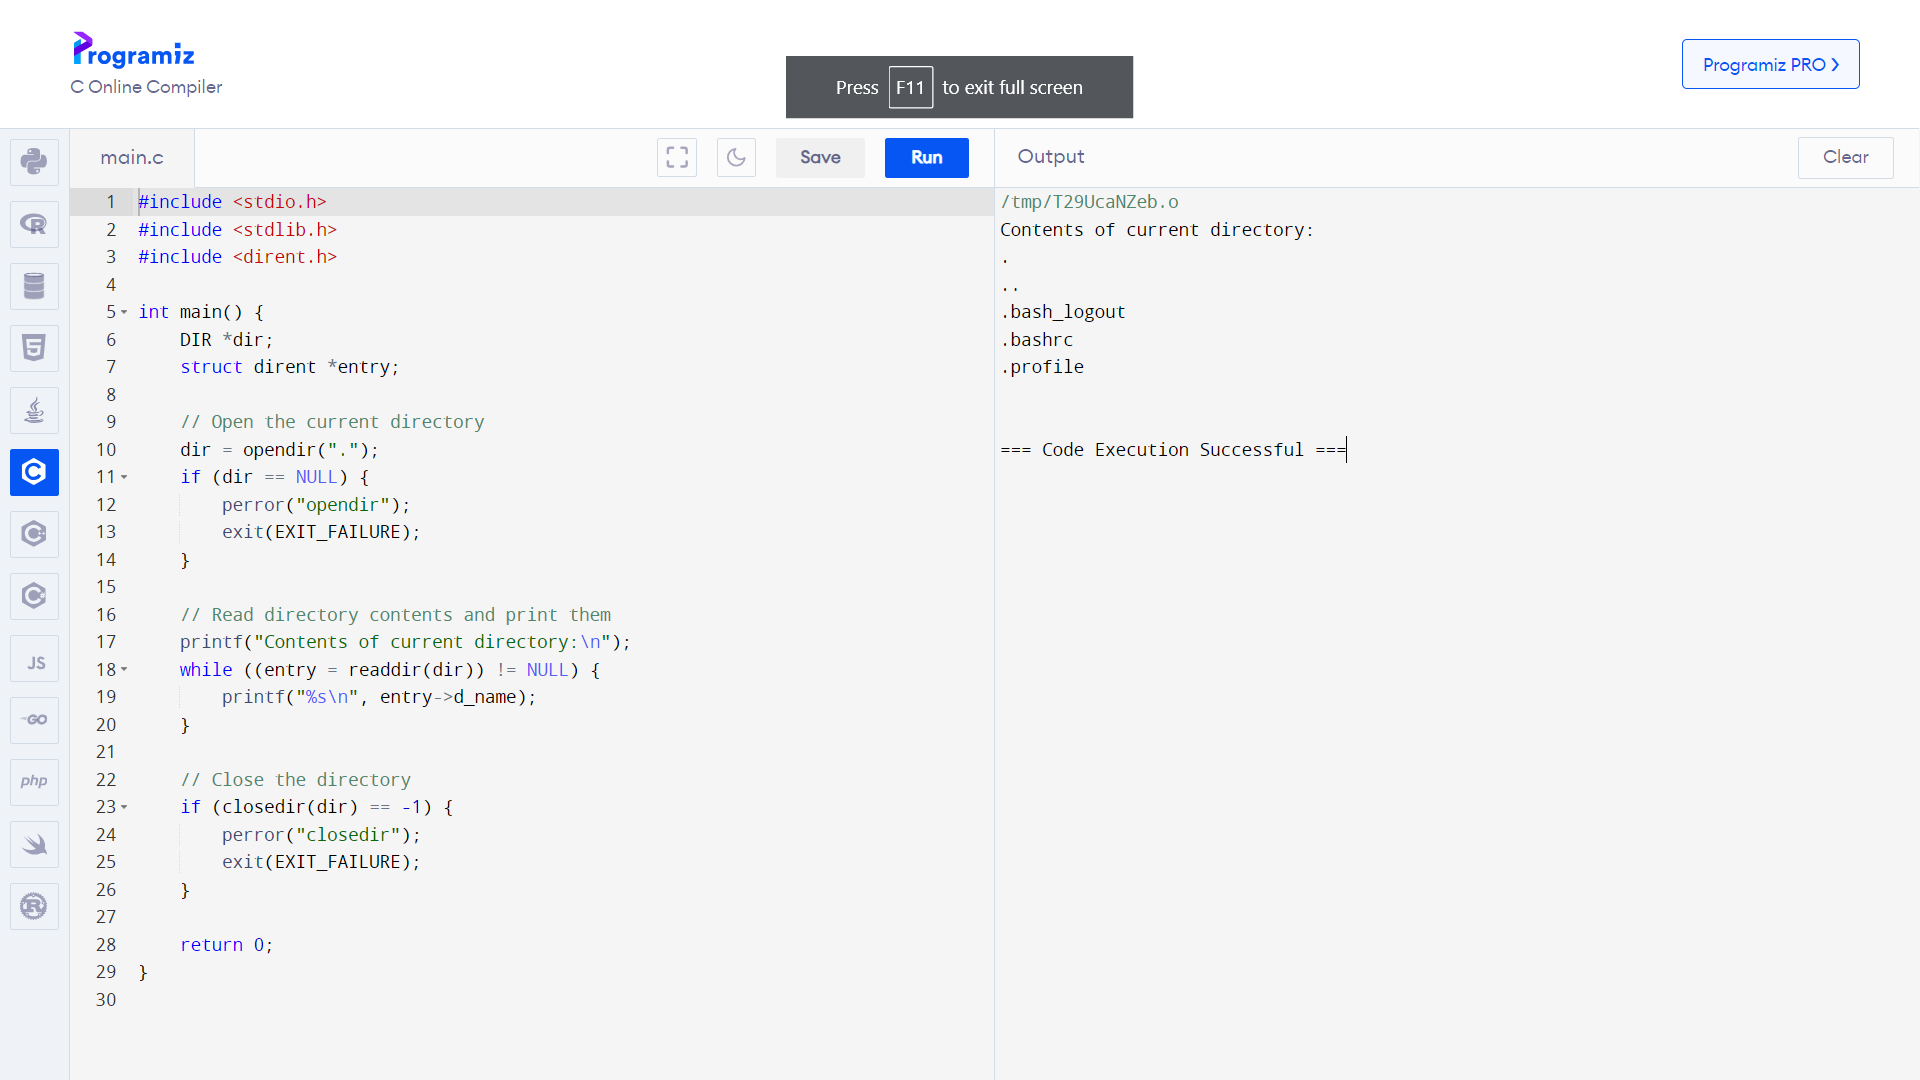 Programiz
C Online Compiler
Press F11 to exit full screen
Programiz PRO
main.c
Save
Run
Output
Clear
1 #include <stdio.h>
2 #include <stdlib.h>
3 #include <dirent.h>
4
5 int main() {
6     DIR *dir;
7     struct dirent *entry;
8
9     // Open the current directory
10     dir = opendir(".");
11     if (dir == NULL) {
12         perror("opendir");
13         exit(EXIT_FAILURE);
14     }
15
16     // Read directory contents and print them
17     printf("Contents of current directory:\n");
18     while ((entry = readdir(dir)) != NULL) {
19         printf("%s\n", entry->d_name);
20     }
21
22     // Close the directory
23     if (closedir(dir) == -1) {
24         perror("closedir");
25         exit(EXIT_FAILURE);
26     }
27
28     return 0;
29 }
30
/tmp/T29UcaNZeb.o
Contents of current directory:
.
..
.bash_logout
.bashrc
.profile
=== Code Execution Successful ===
R
5
C
C
C
JS
GO
php
R